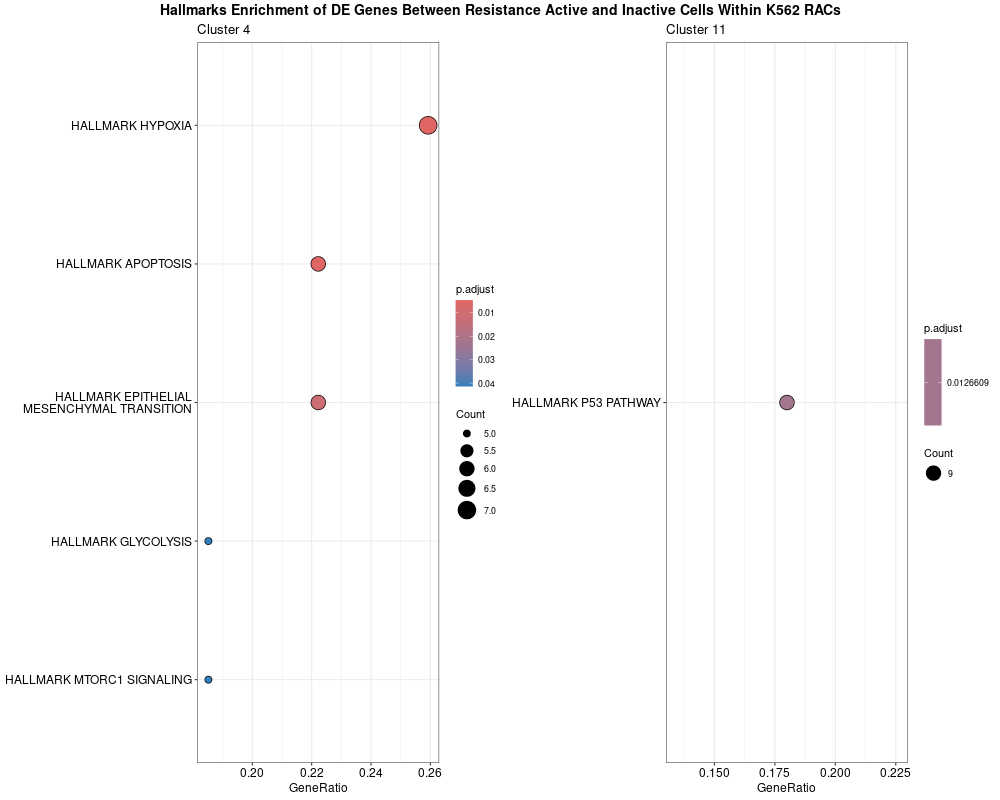 Hallmarks Enrichment of DE Genes Between Resistance Active and Inactive Cells Within K562 RACs
Cluster 4
HALLMARK HYPOXIA
HALLMARK APOPTOSIS
HALLMARK EPITHELIAL
MESENCHYMAL TRANSITION
HALLMARK GLYCOLYSIS
HALLMARK MTORC1 SIGNALING
0.20 0.22 0.24 0.26
GeneRatio
p.adjust
0.01
0.02
0.03
0.04
Count
5.0
5.5
6.0
6.5
7.0
Cluster 11
HALLMARK P53 PATHWAY
0.150 0.175 0.200 0.225
GeneRatio
p.adjust
0.0126609
Count
9